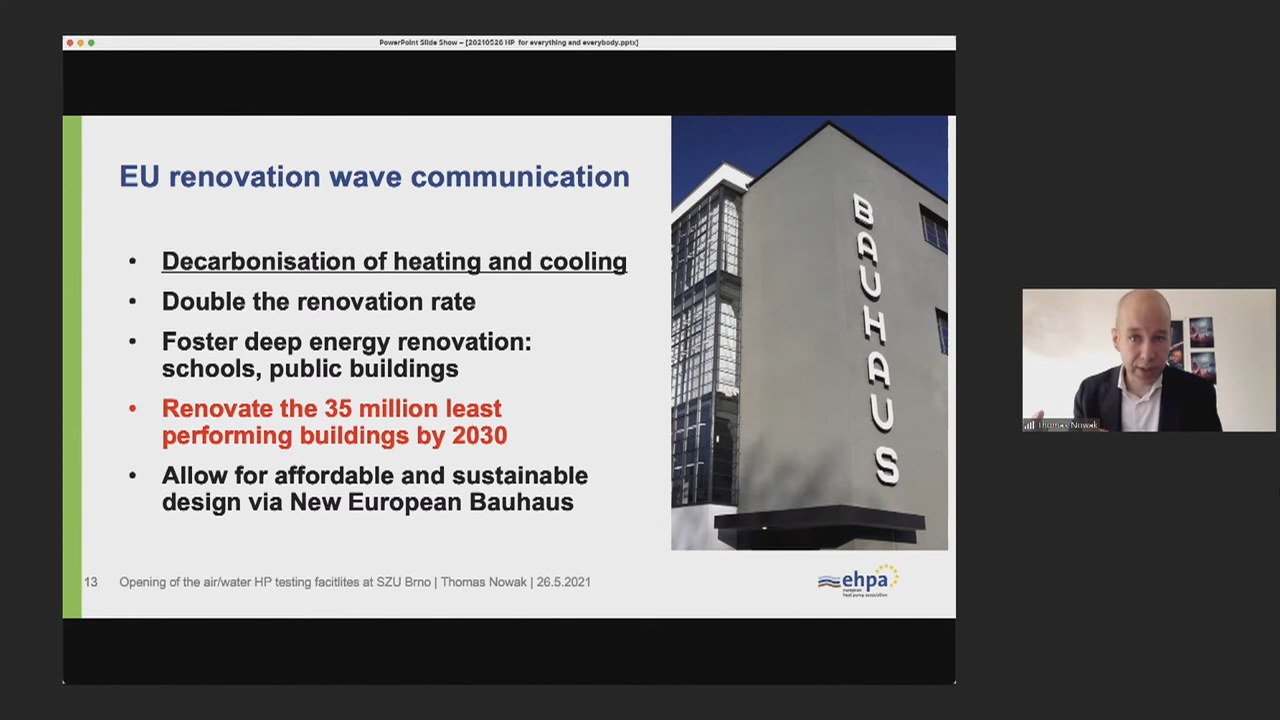 PowerPoint Slide Show – [20210526 HP for everything and everybody.pptx]
EU renovation wave communication
• Decarbonisation of heating and cooling
• Double the renovation rate
• Foster deep energy renovation:
schools, public buildings
• Renovate the 35 million least
performing buildings by 2030
• Allow for affordable and sustainable
design via New European Bauhaus
BAUHAUS
13 Opening of the air/water HP testing facitlites at SZU Brno | Thomas Nowak | 26.5.2021
ehpa
european
heat pump association
Thomas Nowak